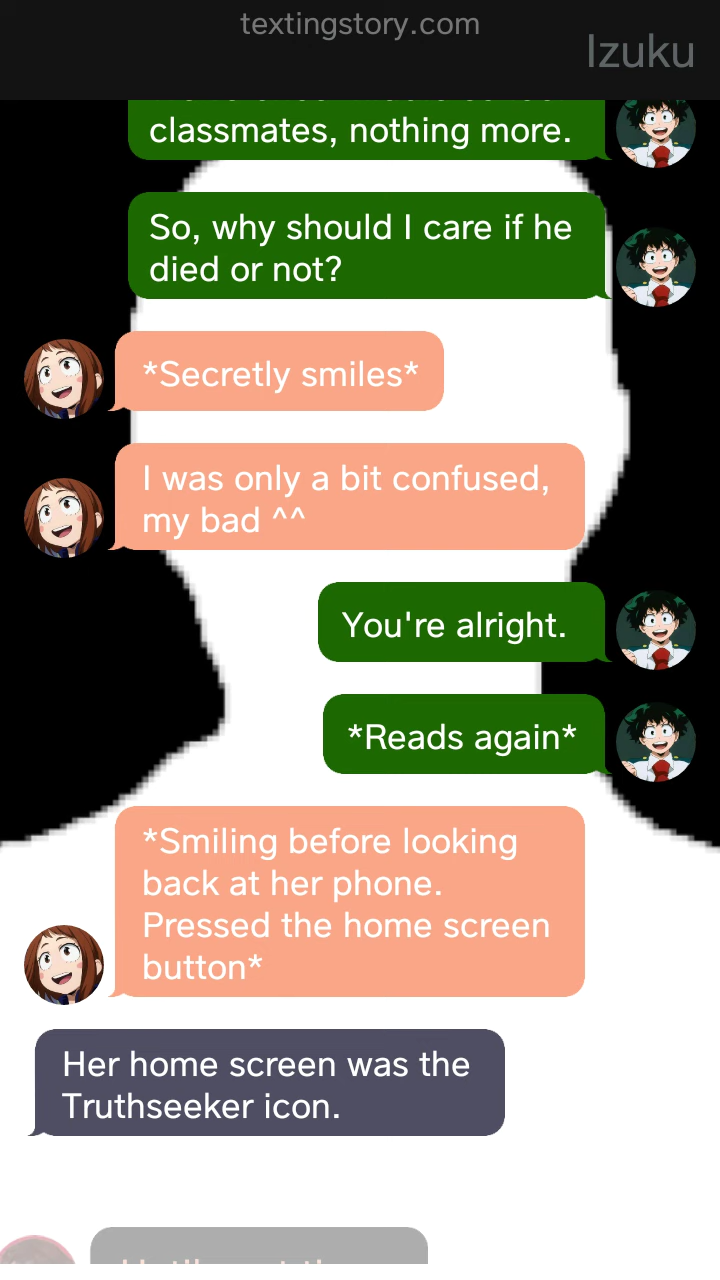 textingstory.com
Izuku
classmates, nothing more.
So, why should I care if he
died or not?
*Secretly smiles*
I was only a bit confused,
my bad ^^
You're alright.
*Reads again*
*Smiling before looking
back at her phone.
Pressed the home screen
button*
Her home screen was the
Truthseeker icon.